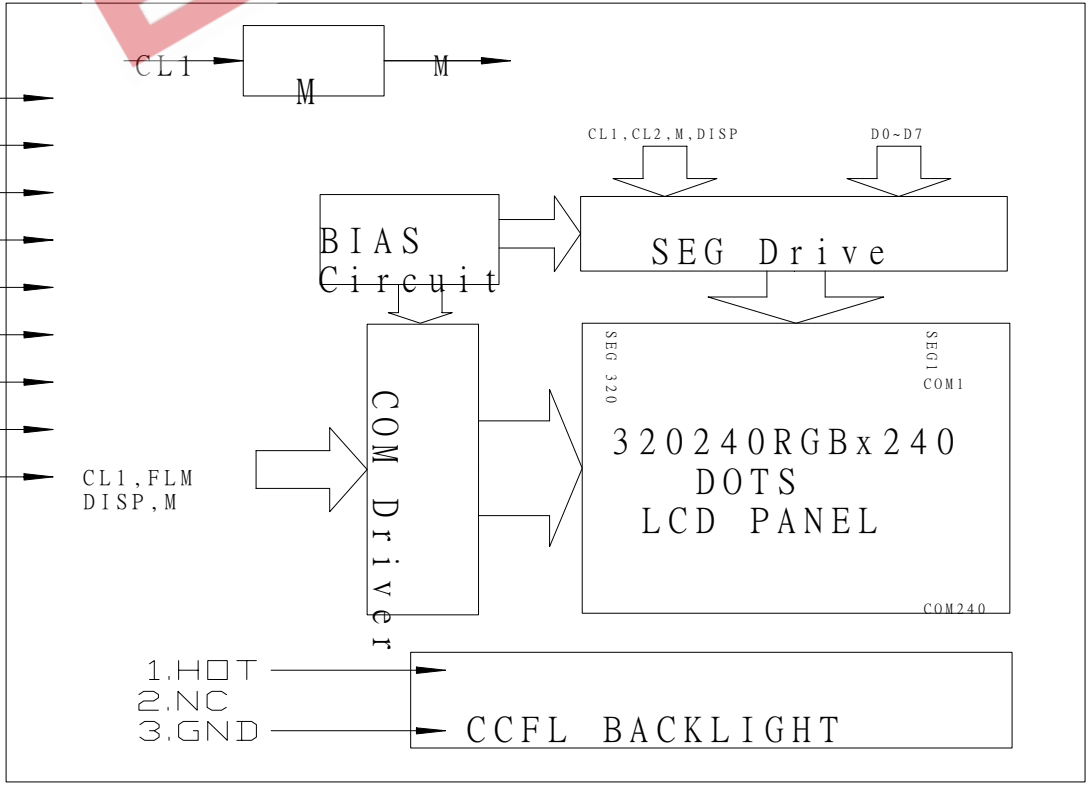 CL1
M
M
CL1,CL2,M,DISP
D0~D7
BIAS
Circuit
SEG Drive
SEG 320
SEG1
COM1
COM Driver
320240RGBx240
DOTS
LCD PANEL
CL1,FLM
DISP,M
COM240
1.HOT
2.NC
3.GND
CCFL BACKLIGHT